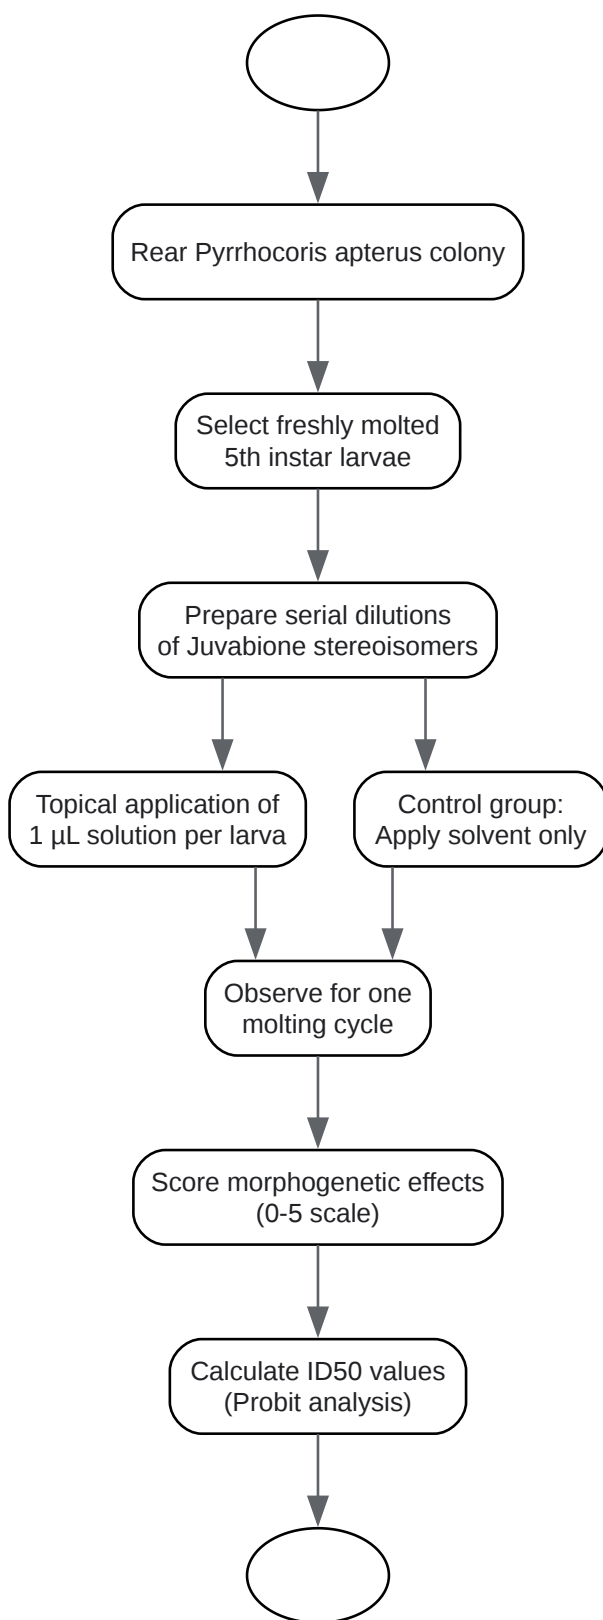 Rear Pyrrhocoris apterus colony
Select freshly molted
5th instar larvae
Prepare serial dilutions
of Juvabione stereoisomers
Topical application of
1 µL solution per larva
Control group:
Apply solvent only
Observe for one
molting cycle
Score morphogenetic effects
(0-5 scale)
Calculate ID50 values
(Probit analysis)